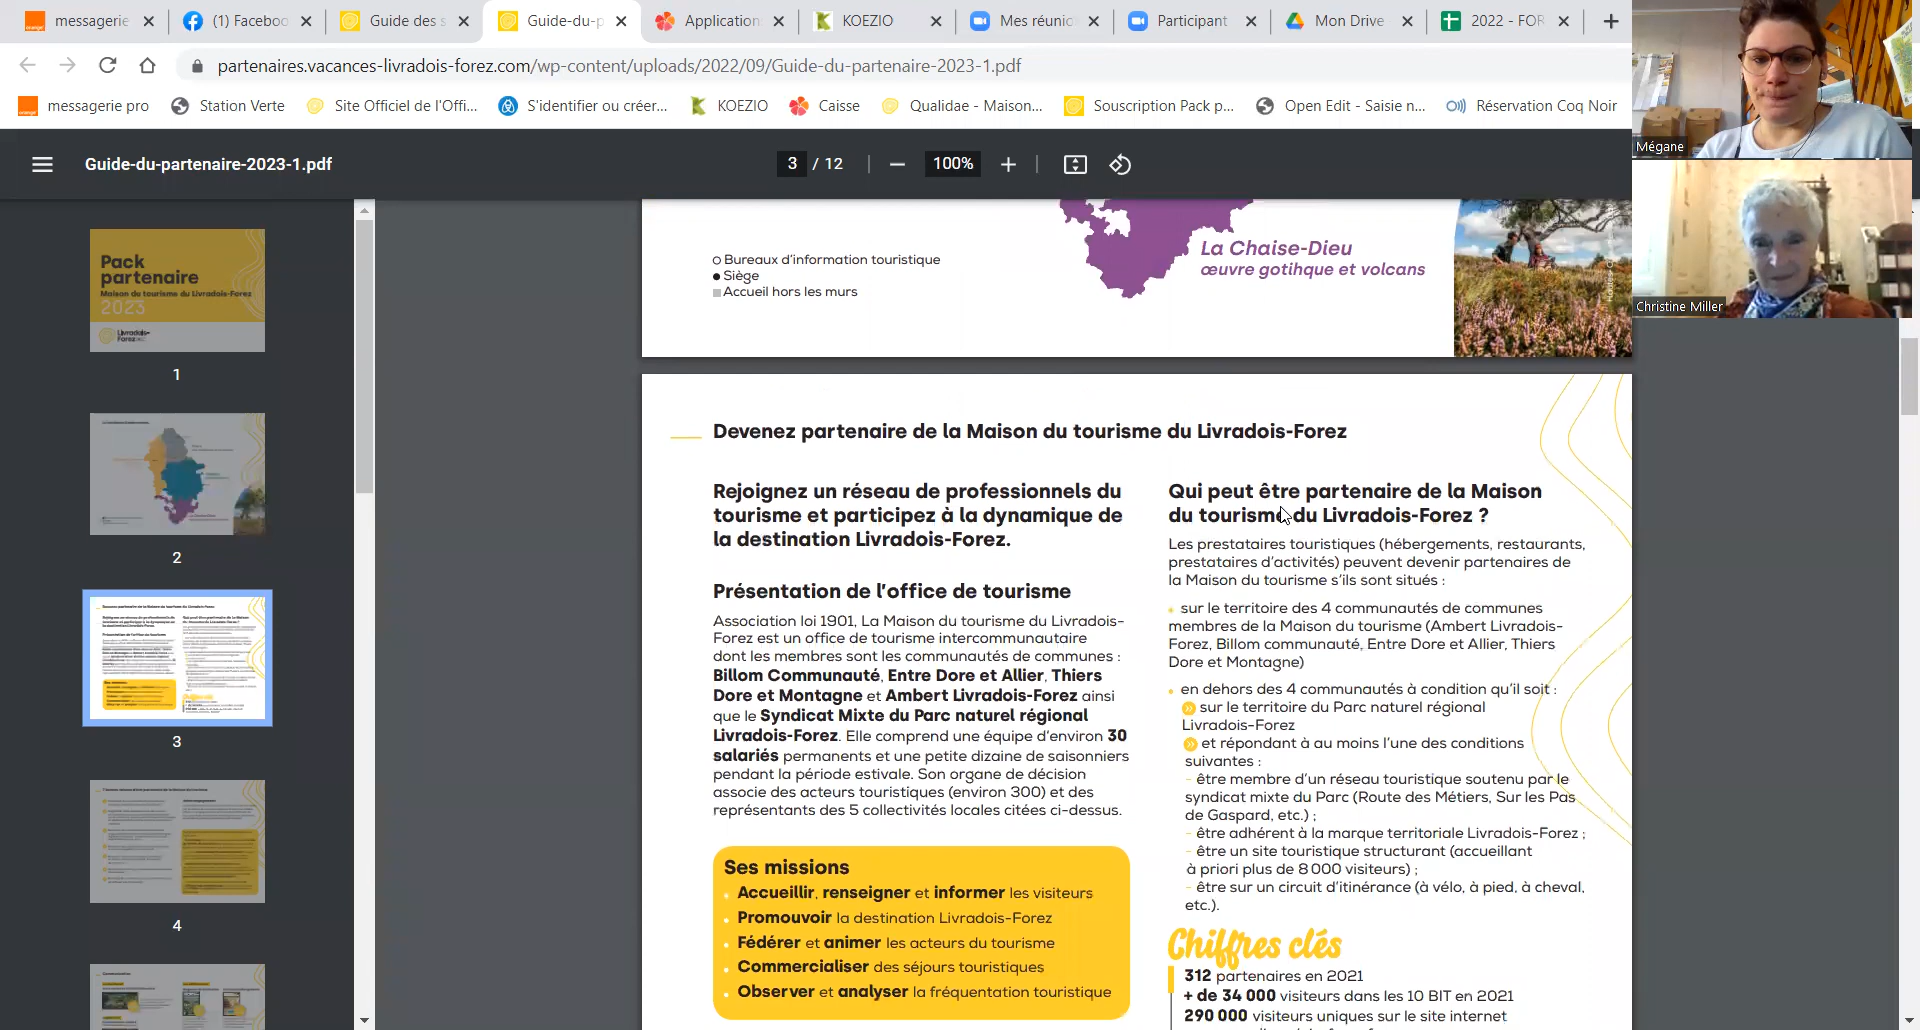 messagerie
(1) Faceboo
Guide des s
Guide-du-p
Application
KOEZIO
Mes réunio
Participant
Mon Drive
2022 - FOR
partenaires.vacances-livradois-forez.com/wp-content/uploads/2022/09/Guide-du-partenaire-2023-1.pdf
messagerie pro
Station Verte
Site Officiel de l'Offi...
S'identifier ou créer...
KOEZIO
Caisse
Qualidae - Maison...
Souscription Pack p...
Open Edit - Saisie n...
Réservation Coq Noir
Mégane
Christine Miller
Guide-du-partenaire-2023-1.pdf
3 / 12
100%
Pack
partenaire
Maison du tourisme du Livradois-Forez
2023
Livradois-
Forez
1
2
3
4
Bureaux d'information touristique
Siège
Accueil hors les murs
La Chaise-Dieu
œuvre gotihque et volcans
Devenez partenaire de la Maison du tourisme du Livradois-Forez
Rejoignez un réseau de professionnels du
tourisme et participez à la dynamique de
la destination Livradois-Forez.
Présentation de l'office de tourisme
Association loi 1901, La Maison du tourisme du Livradois-
Forez est un office de tourisme intercommunautaire
dont les membres sont les communautés de communes :
Billom Communauté, Entre Dore et Allier, Thiers
Dore et Montagne et Ambert Livradois-Forez ainsi
que le Syndicat Mixte du Parc naturel régional
Livradois-Forez. Elle comprend une équipe d'environ 30
salariés permanents et une petite dizaine de saisonniers
pendant la période estivale. Son organe de décision
associe des acteurs touristiques (environ 300) et des
représentants des 5 collectivités locales citées ci-dessus.
Ses missions
Accueillir, renseigner et informer les visiteurs
Promouvoir la destination Livradois-Forez
Fédérer et animer les acteurs du tourisme
Commercialiser des séjours touristiques
Observer et analyser la fréquentation touristique
Qui peut être partenaire de la Maison
du tourisme du Livradois-Forez ?
Les prestataires touristiques (hébergements, restaurants,
prestataires d'activités) peuvent devenir partenaires de
la Maison du tourisme s'ils sont situés :
sur le territoire des 4 communautés de communes
membres de la Maison du tourisme (Ambert Livradois-
Forez, Billom communauté, Entre Dore et Allier, Thiers
Dore et Montagne)
en dehors des 4 communautés à condition qu'il soit :
sur le territoire du Parc naturel régional
Livradois-Forez
et répondant à au moins l'une des conditions
suivantes :
- être membre d'un réseau touristique soutenu par le
syndicat mixte du Parc (Route des Métiers, Sur les Pas
de Gaspard, etc.) ;
- être adhérent à la marque territoriale Livradois-Forez ;
- être un site touristique structurant (accueillant
à priori plus de 8 000 visiteurs) ;
- être sur un circuit d'itinérance (à vélo, à pied, à cheval,
etc.).
Chiffres clés
312 partenaires en 2021
+ de 34 000 visiteurs dans les 10 BIT en 2021
290 000 visiteurs uniques sur le site internet